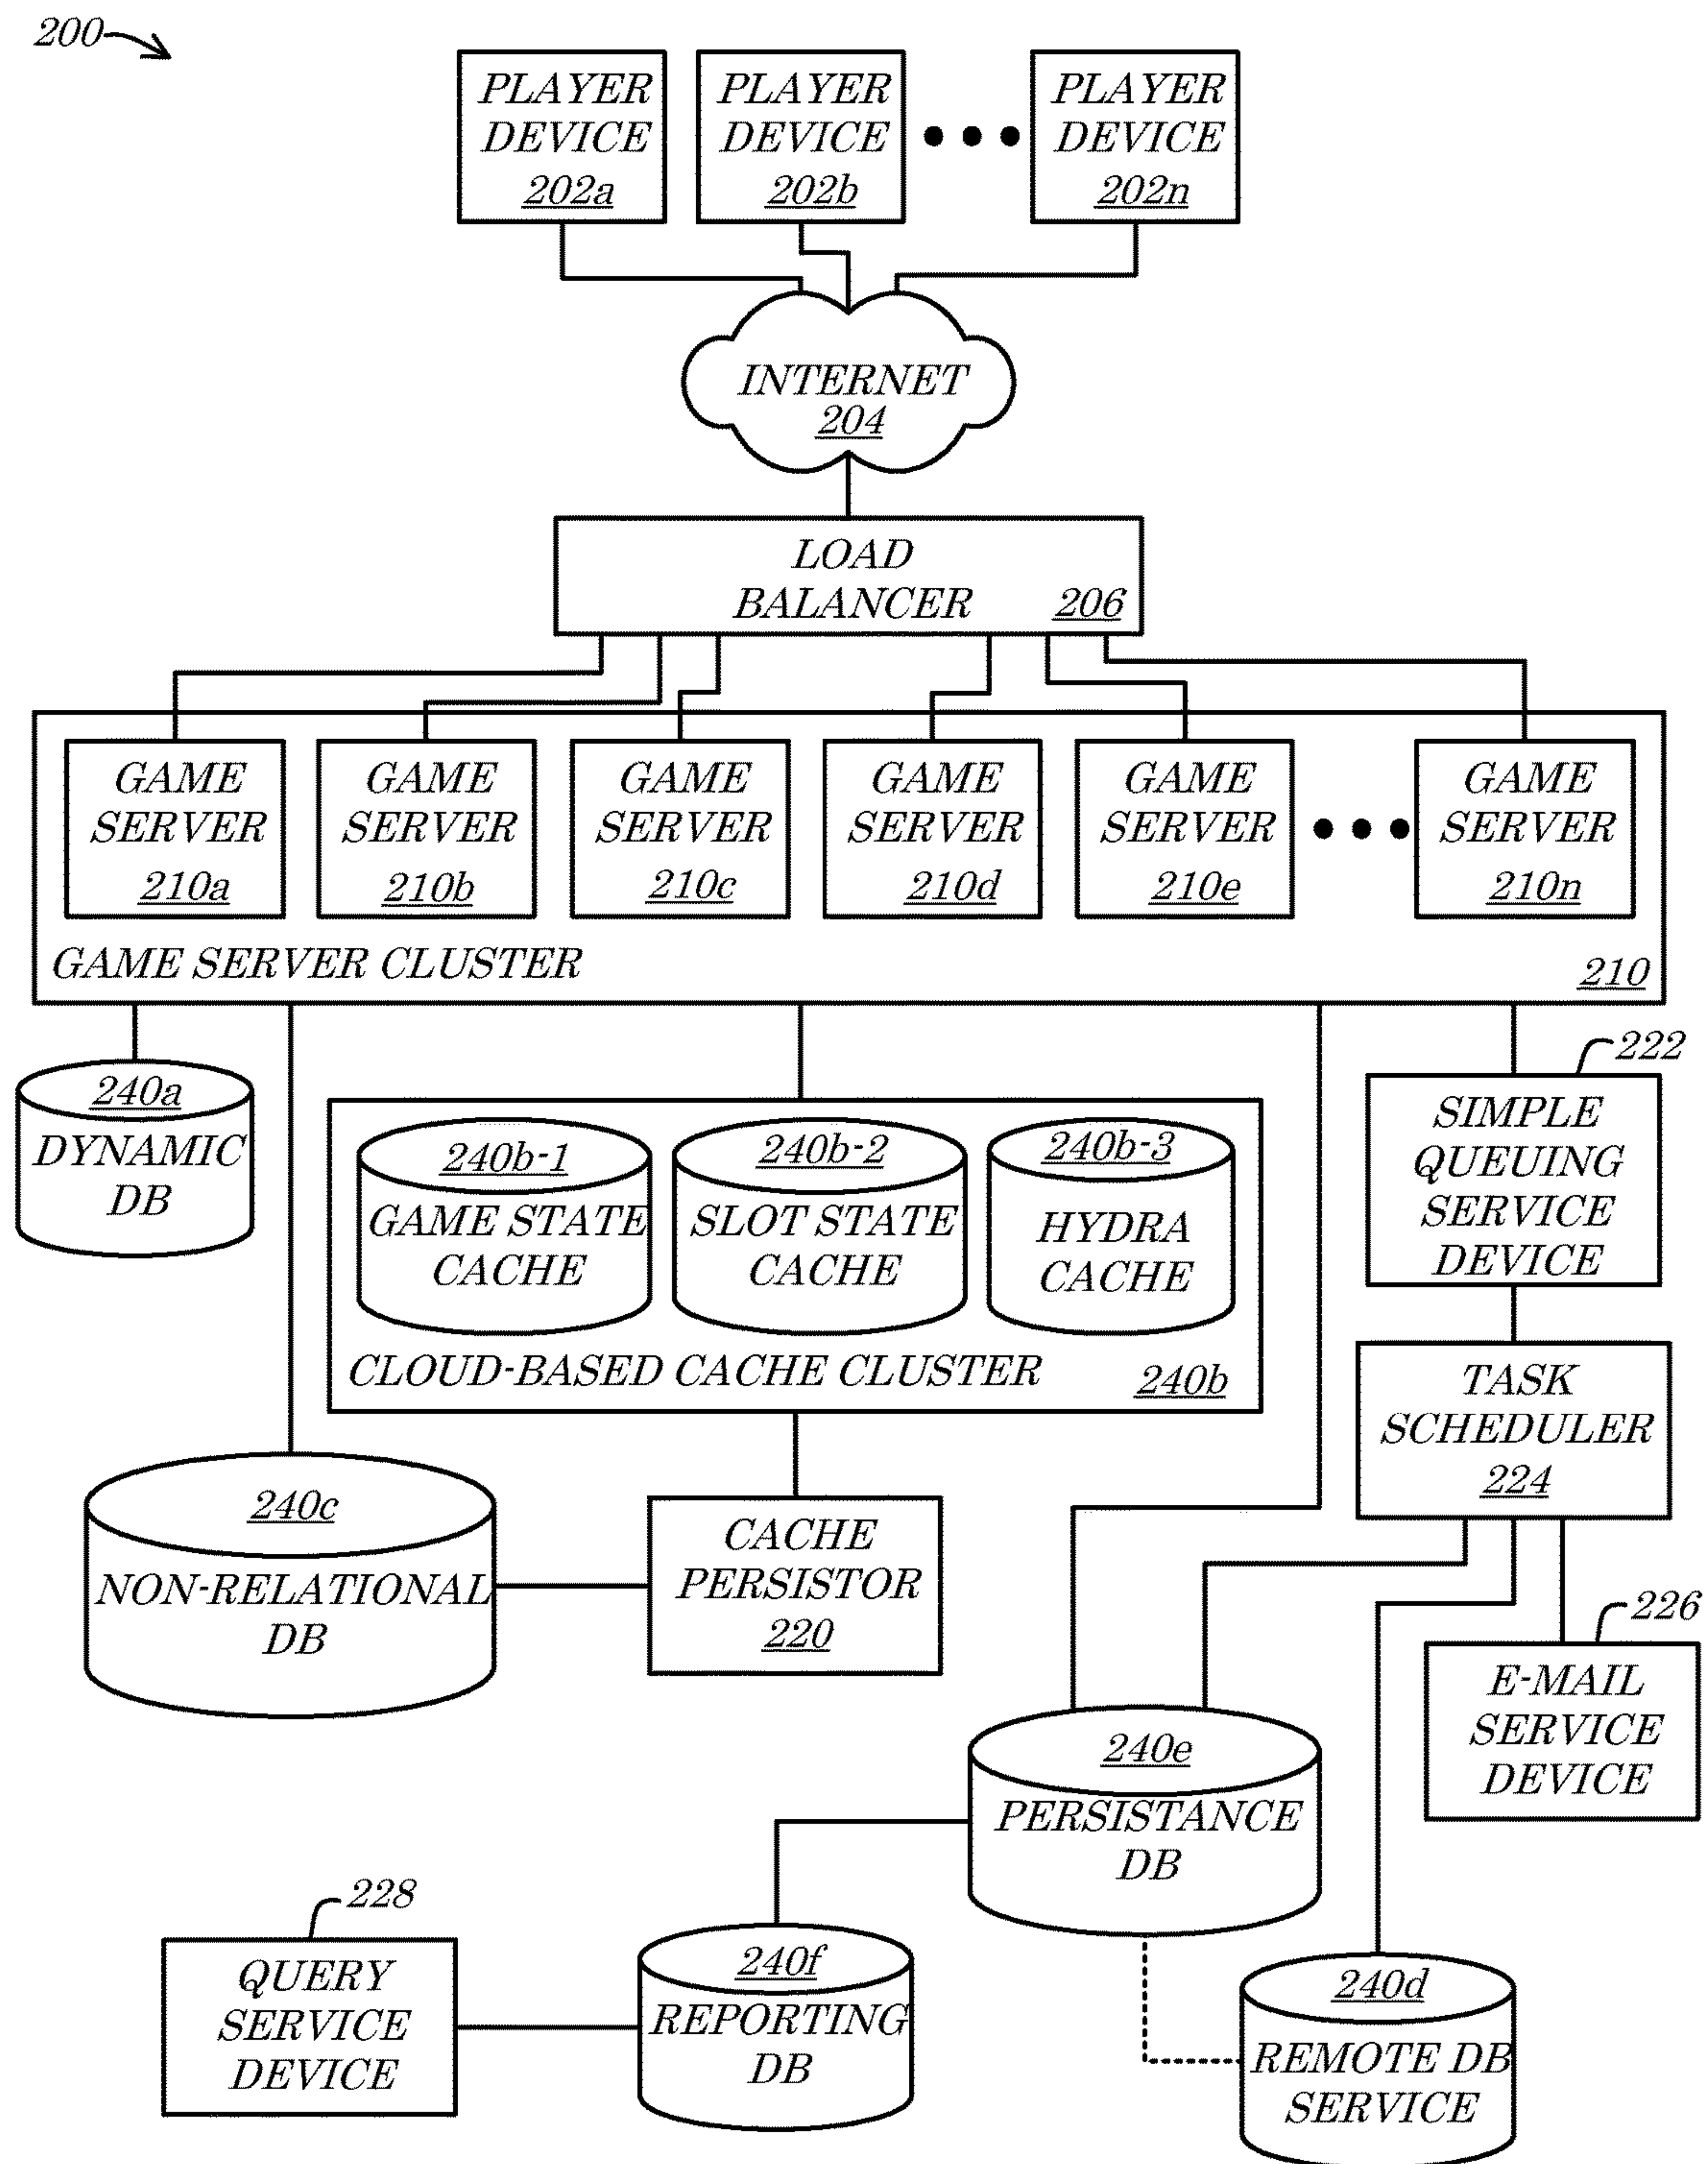 200
PLAYER
DEVICE
202a
PLAYER
DEVICE
202b
PLAYER
DEVICE
202n
INTERNET
204
LOAD
BALANCER
206
GAME
SERVER
210a
GAME
SERVER
210b
GAME
SERVER
210c
GAME
SERVER
210d
GAME
SERVER
210e
GAME
SERVER
210n
GAME SERVER CLUSTER
210
240a
DYNAMIC
DB
240b-1
GAME STATE
CACHE
240b-2
SLOT STATE
CACHE
240b-3
HYDRA
CACHE
CLOUD-BASED CACHE CLUSTER
240b
222
SIMPLE
QUEUING
SERVICE
DEVICE
TASK
SCHEDULER
224
240c
NON-RELATIONAL
DB
CACHE
PERSISTOR
220
226
E-MAIL
SERVICE
DEVICE
240e
PERSISTANCE
DB
228
QUERY
SERVICE
DEVICE
240f
REPORTING
DB
240d
REMOTE DB
SERVICE